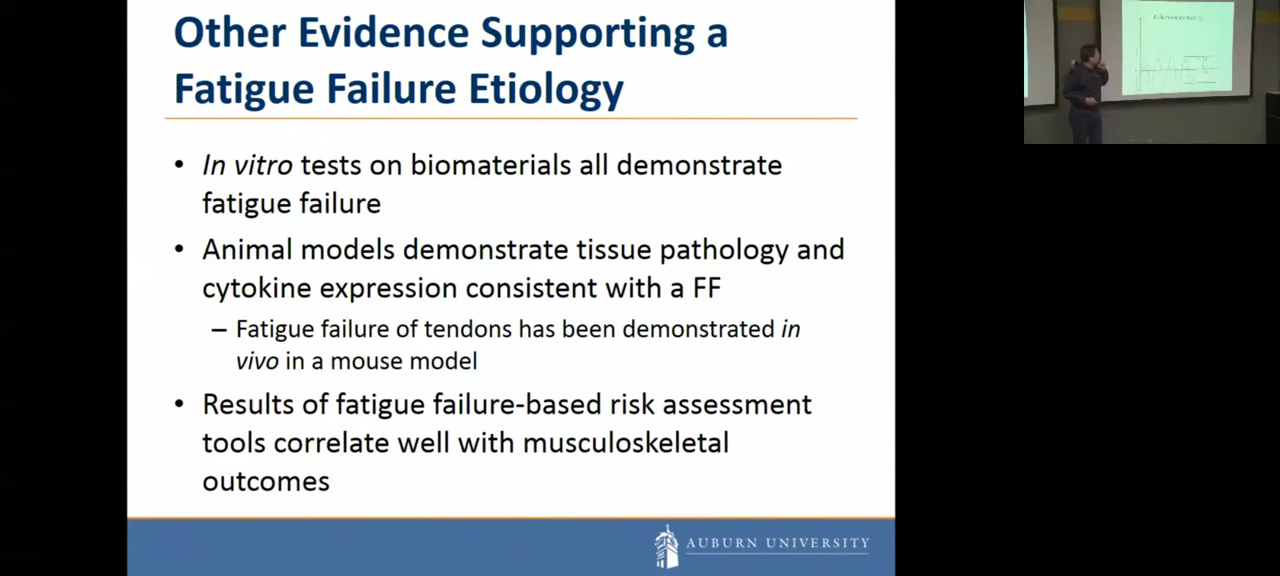 Other Evidence Supporting a
Fatigue Failure Etiology
• In vitro tests on biomaterials all demonstrate
fatigue failure
• Animal models demonstrate tissue pathology and
cytokine expression consistent with a FF
– Fatigue failure of tendons has been demonstrated in
vivo in a mouse model
• Results of fatigue failure-based risk assessment
tools correlate well with musculoskeletal
outcomes
AUBURN UNIVERSITY